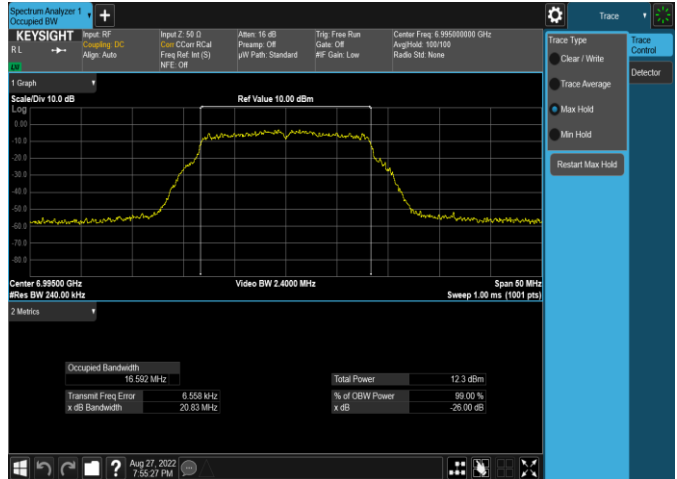 Spectrum Analyzer 1
Occupied BW
Trace
KEYSIGHT
R L
Input: RF
Coupling: DC
Align: Auto
Input Z: 50 Ω
Corr CCorr RCal
Freq Ref: Int (S)
NFE: Off
Atten: 16 dB
Preamp: Off
µW Path: Standard
Trig: Free Run
Gate: Off
#IF Gain: Low
Center Freq: 6.995000000 GHz
Avg|Hold: 100/100
Radio Std: None
Trace Type
Clear / Write
Trace Average
Max Hold
Min Hold
Restart Max Hold
Trace
Control
Detector
1 Graph
Scale/Div 10.0 dB
Ref Value 10.00 dBm
Log
0.00
-10.0
-20.0
-30.0
-40.0
-50.0
-60.0
-70.0
-80.0
Center 6.99500 GHz
#Res BW 240.00 kHz
Video BW 2.4000 MHz
Span 50 MHz
Sweep 1.00 ms (1001 pts)
2 Metrics
Occupied Bandwidth
16.592 MHz
Transmit Freq Error 6.558 kHz
x dB Bandwidth 20.83 MHz
Total Power 12.3 dBm
% of OBW Power 99.00 %
x dB -26.00 dB
Aug 27, 2022
7:55:27 PM